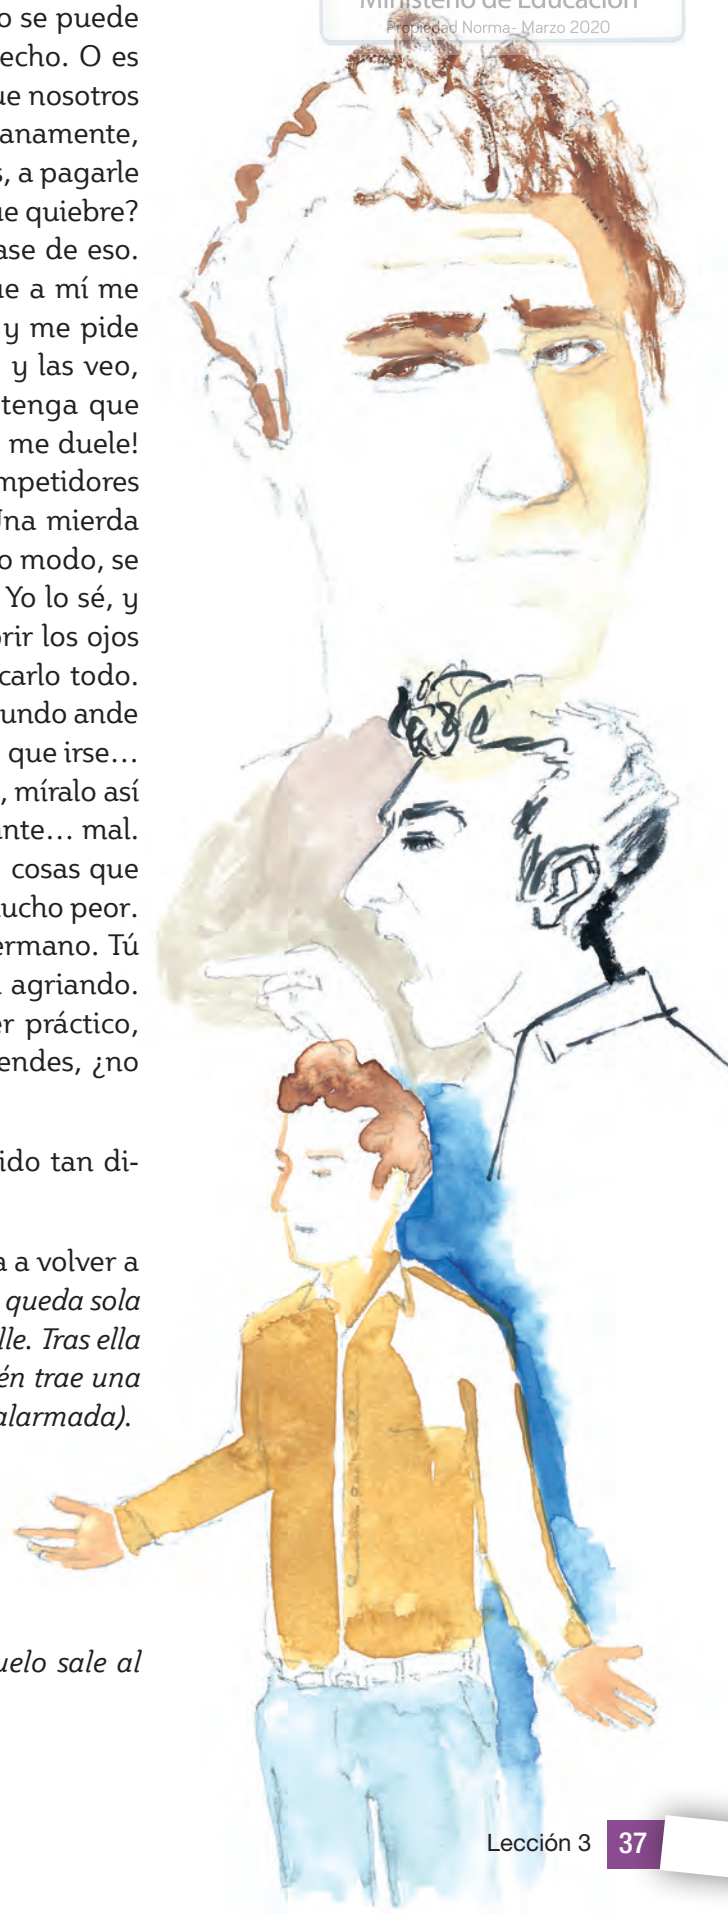 Ministerio de Educación
Propiedad Norma- Marzo 2020
o se puede
echo. O es
ue nosotros
anamente,
s, a pagarle
ue quiebre?
ase de eso.
ue a mí me
y me pide
y las veo,
tenga que
me duele!
mpetidores
Una mierda
o modo, se
Yo lo sé, y
rir los ojos
carlo todo.
undo ande
que irse…
, míralo así
ante… mal.
cosas que
ucho peor.
ermano. Tú
agriando.
er práctico,
endes, ¿no
ido tan di-
a a volver a
queda sola
lle. Tras ella
én trae una
alarmada).
uelo sale al
Lección 3 37